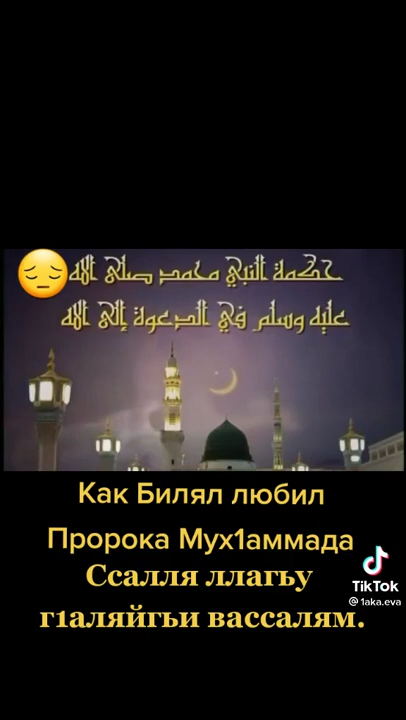 حكمة النبي محمد صلى الله
عليه وسلم في الدعوة إلى الله
Как Билял любил
Пророка Мух1аммада
Ссалля ллагьу
г1аляйгьи вассалям.
TikTok
@1aka.eva